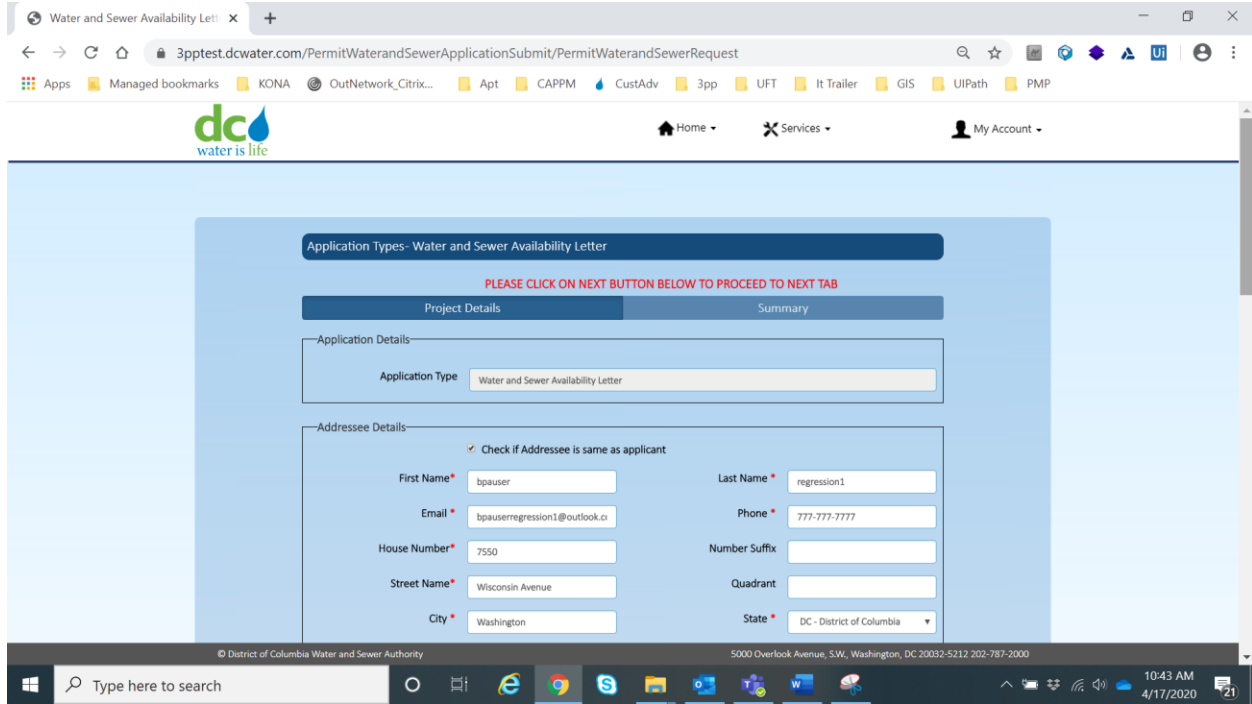 Water and Sewer Availability Lett
3pptest.dcwater.com/PermitWaterandSewerApplicationSubmit/PermitWaterandSewerRequest
Apps Managed bookmarks KONA OutNetwork_Citrix... Apt CAPPM CustAdv 3pp UFT It Trailer GIS UIPath PMP
dc
water is life
Home Services My Account
Application Types- Water and Sewer Availability Letter
PLEASE CLICK ON NEXT BUTTON BELOW TO PROCEED TO NEXT TAB
Project Details Summary
Application Details
Application Type Water and Sewer Availability Letter
Addressee Details
Check if Addressee is same as applicant
First Name* bpauser Last Name * regression1
Email * bpauserregression1@outlook.co Phone * 777-777-7777
House Number* 7550 Number Suffix
Street Name* Wisconsin Avenue Quadrant
City * Washington State * DC - District of Columbia
© District of Columbia Water and Sewer Authority 5000 Overlook Avenue, S.W., Washington, DC 20032-5212 202-787-2000
Type here to search 10:43 AM
4/17/2020 21